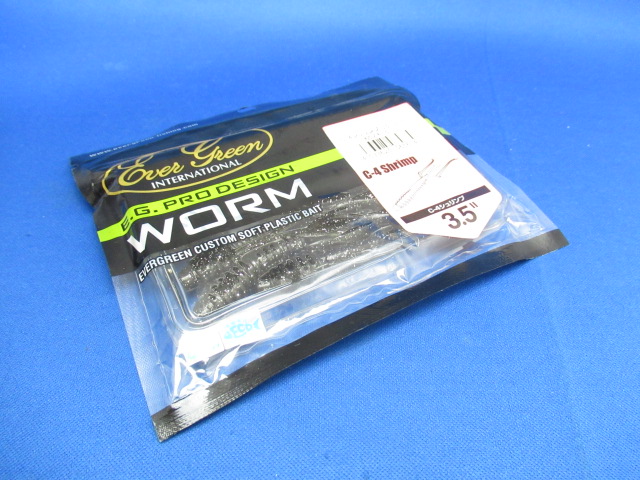 Ever Green
INTERNATIONAL
E.G. PRO DESIGN
WORM
EVERGREEN CUSTOM SOFT-PLASTIC BAIT
C-4 Shrimp
C-4シュリンプ
3.5"